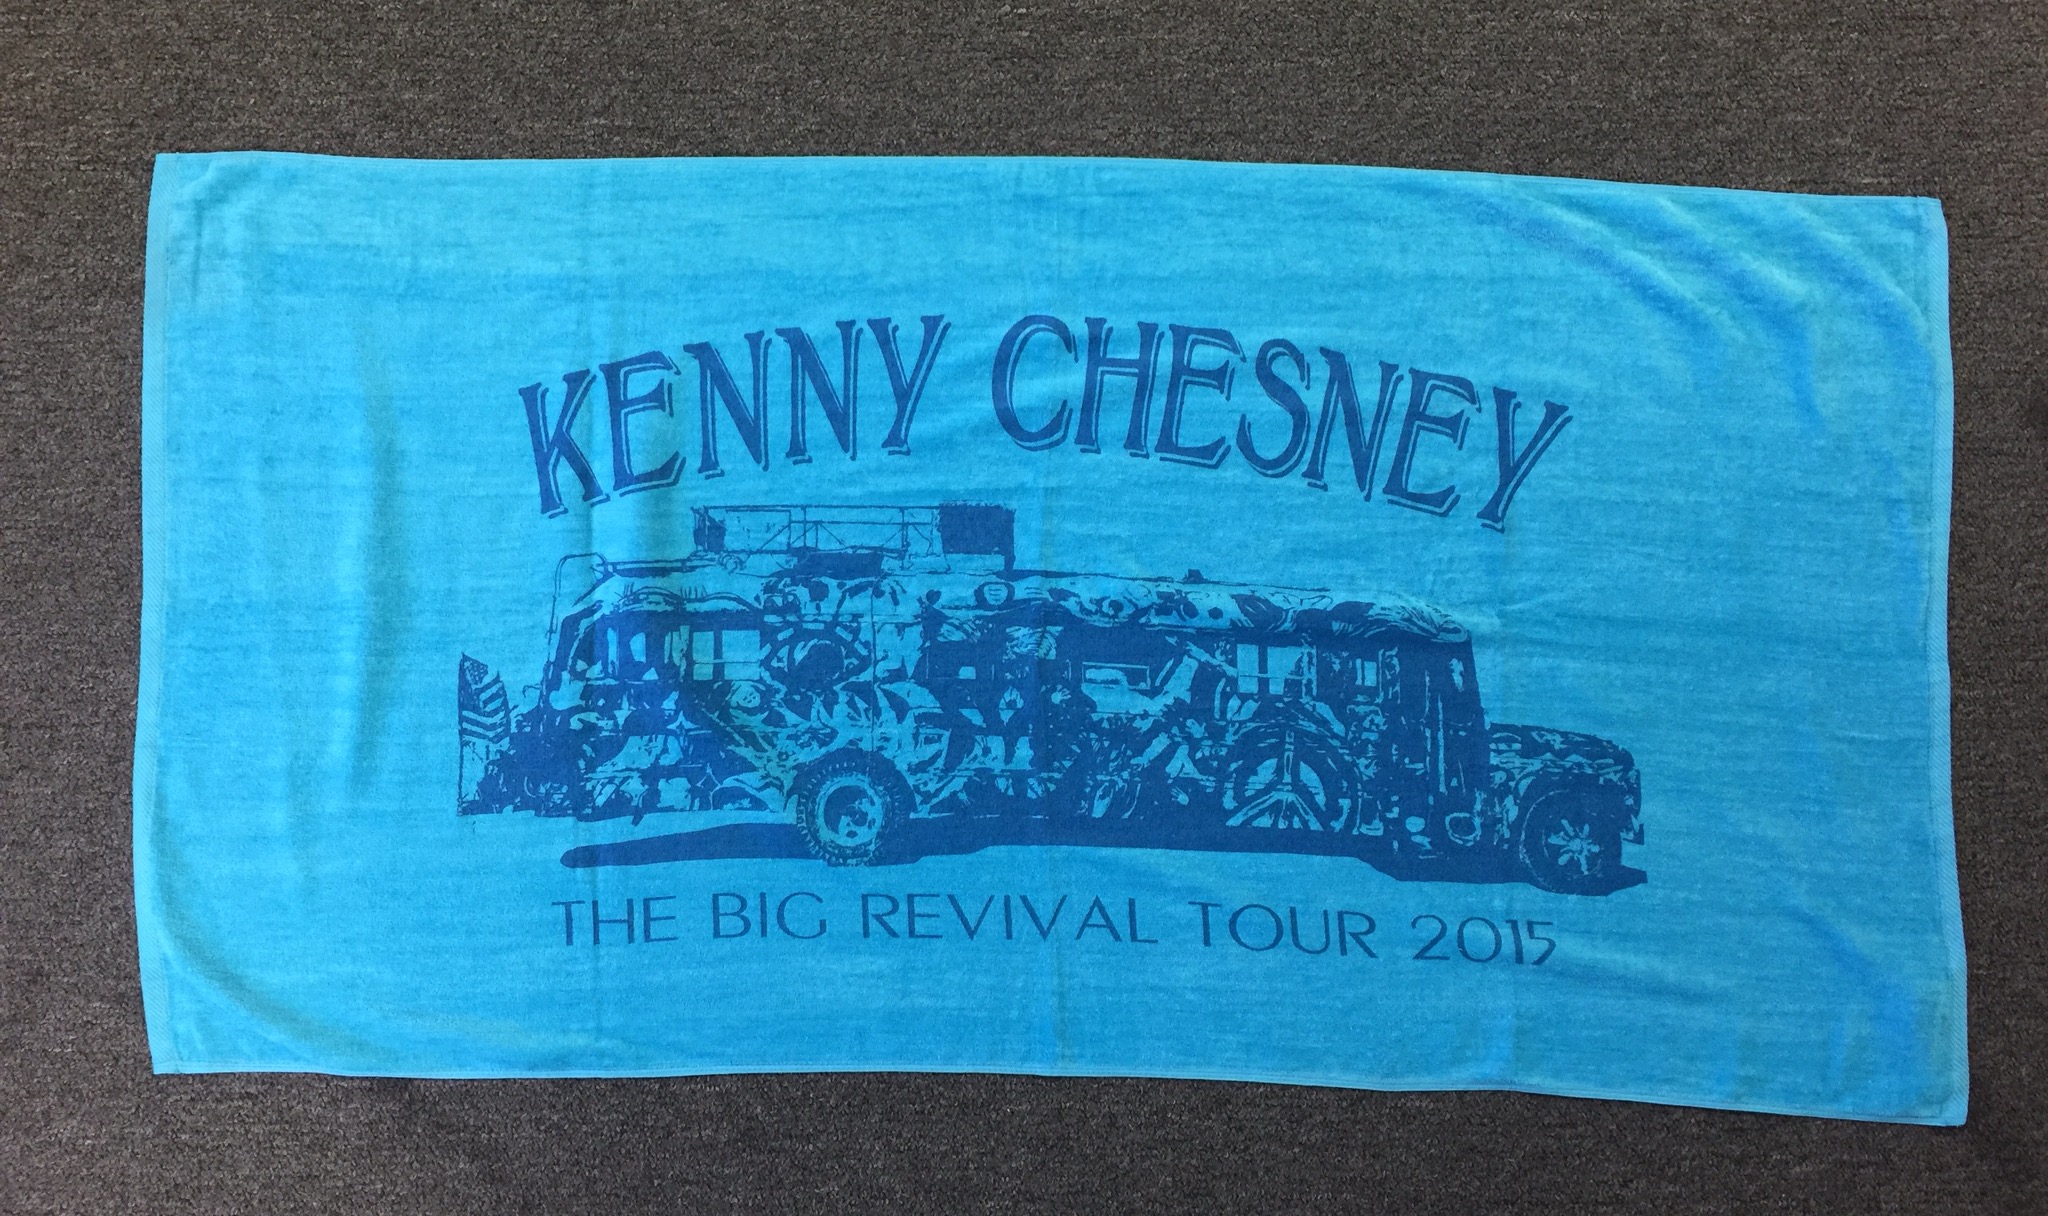 KENNY CHESNEY
THE BIG REVIVAL TOUR 2015